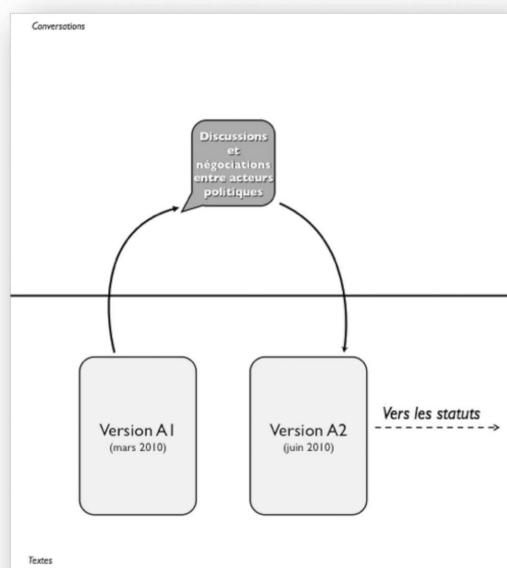 Conversations
Discussions
et
négociations
entre acteurs
politiques
Version A1
(mars 2010)
Version A2
(juin 2010)
Vers les statuts
Textes